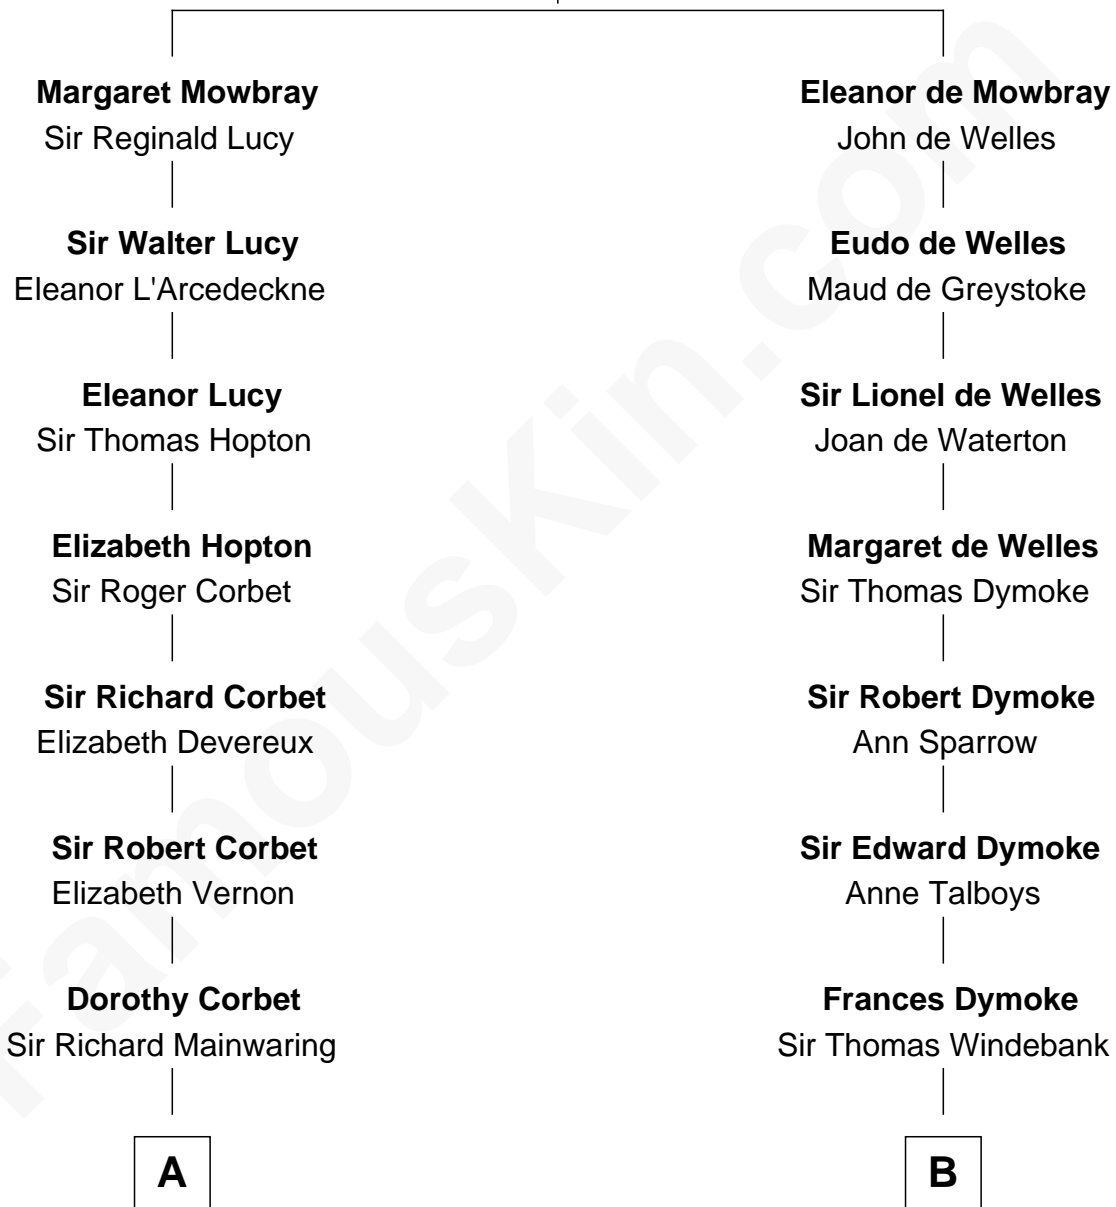 Margaret Mowbray
Sir Reginald Lucy
Sir Walter Lucy
Eleanor L'Arcedeckne
Eleanor Lucy
Sir Thomas Hopton
Elizabeth Hopton
Sir Roger Corbet
Sir Richard Corbet
Elizabeth Devereux
Sir Robert Corbet
Elizabeth Vernon
Dorothy Corbet
Sir Richard Mainwaring
A
Eleanor de Mowbray
John de Welles
Eudo de Welles
Maud de Greystoke
Sir Lionel de Welles
Joan de Waterton
Margaret de Welles
Sir Thomas Dymoke
Sir Robert Dymoke
Ann Sparrow
Sir Edward Dymoke
Anne Talboys
Frances Dymoke
Sir Thomas Windebank
B
FamousKin.com